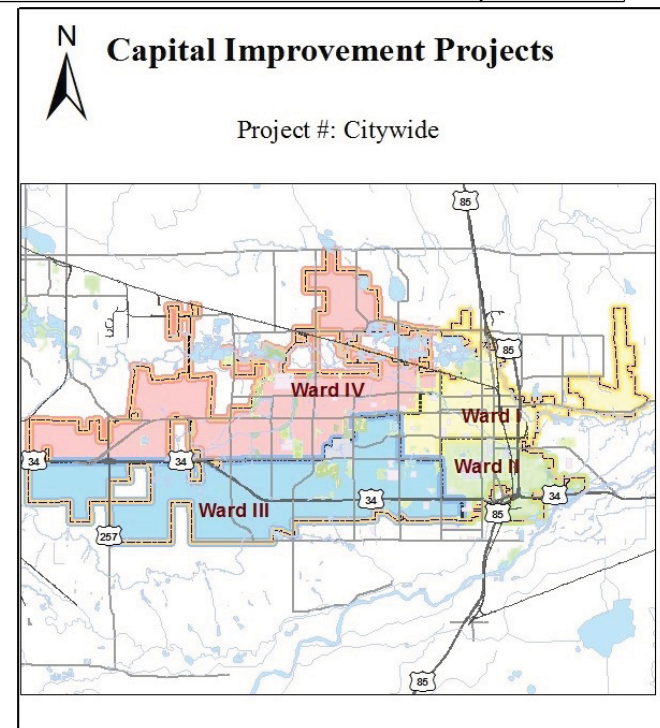 N
Capital Improvement Projects
Project #: Citywide
85
85
Ward IV
Ward I
34
34
Ward II
Ward III
34
34
85
257
85